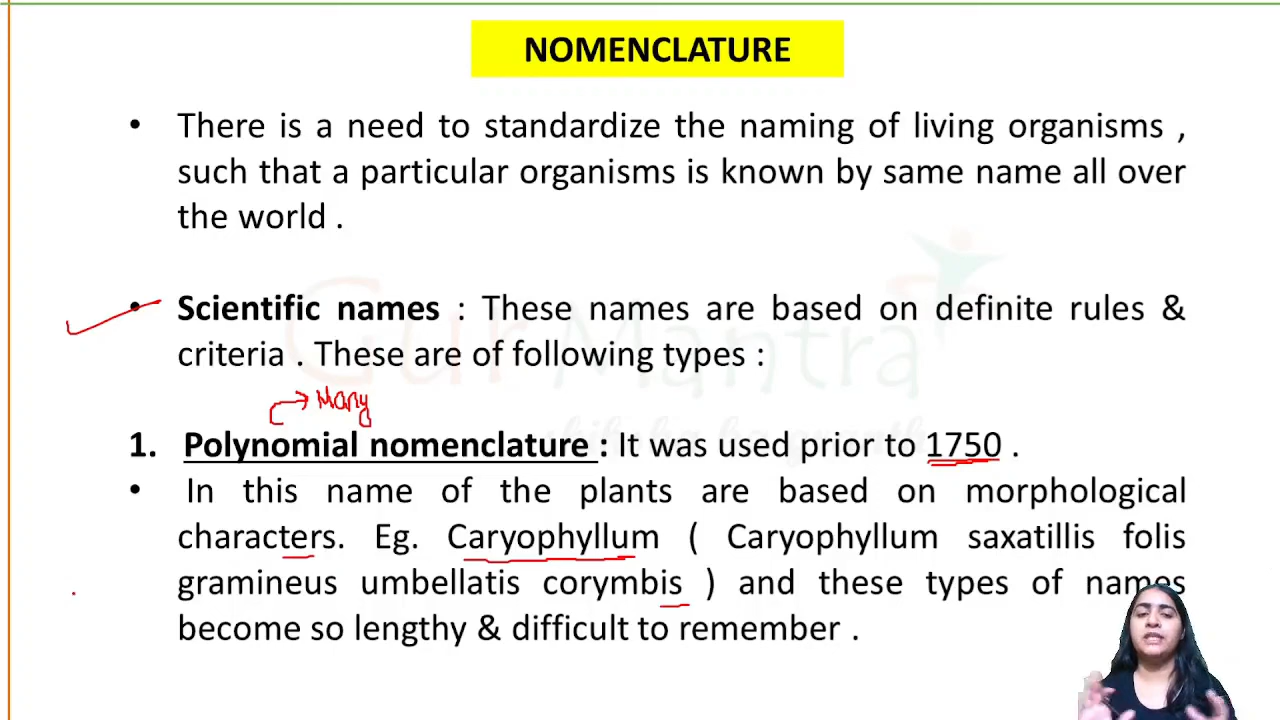 NOMENCLATURE
• There is a need to standardize the naming of living organisms ,
such that a particular organisms is known by same name all over
the world .
• Scientific names : These names are based on definite rules &
criteria . These are of following types :
Many
1. Polynomial nomenclature : It was used prior to 1750 .
• In this name of the plants are based on morphological
characters. Eg. Caryophyllum ( Caryophyllum saxatillis folis
gramineus umbellatis corymbis ) and these types of names
become so lengthy & difficult to remember .
Gur Mantra